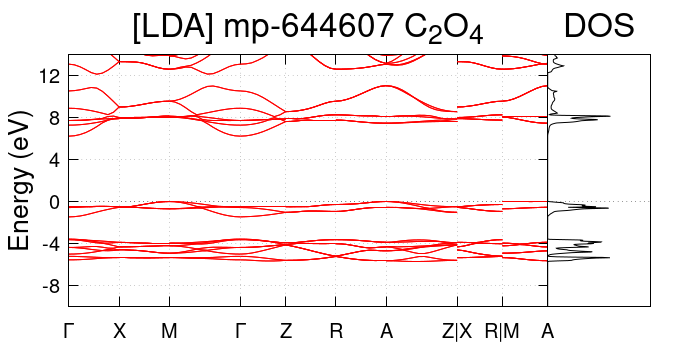 [LDA] mp-644607 C₂O₄ DOS
Energy (eV)
12
8
4
0
-4
-8
Γ X M Γ Z R A Z|X R|M A